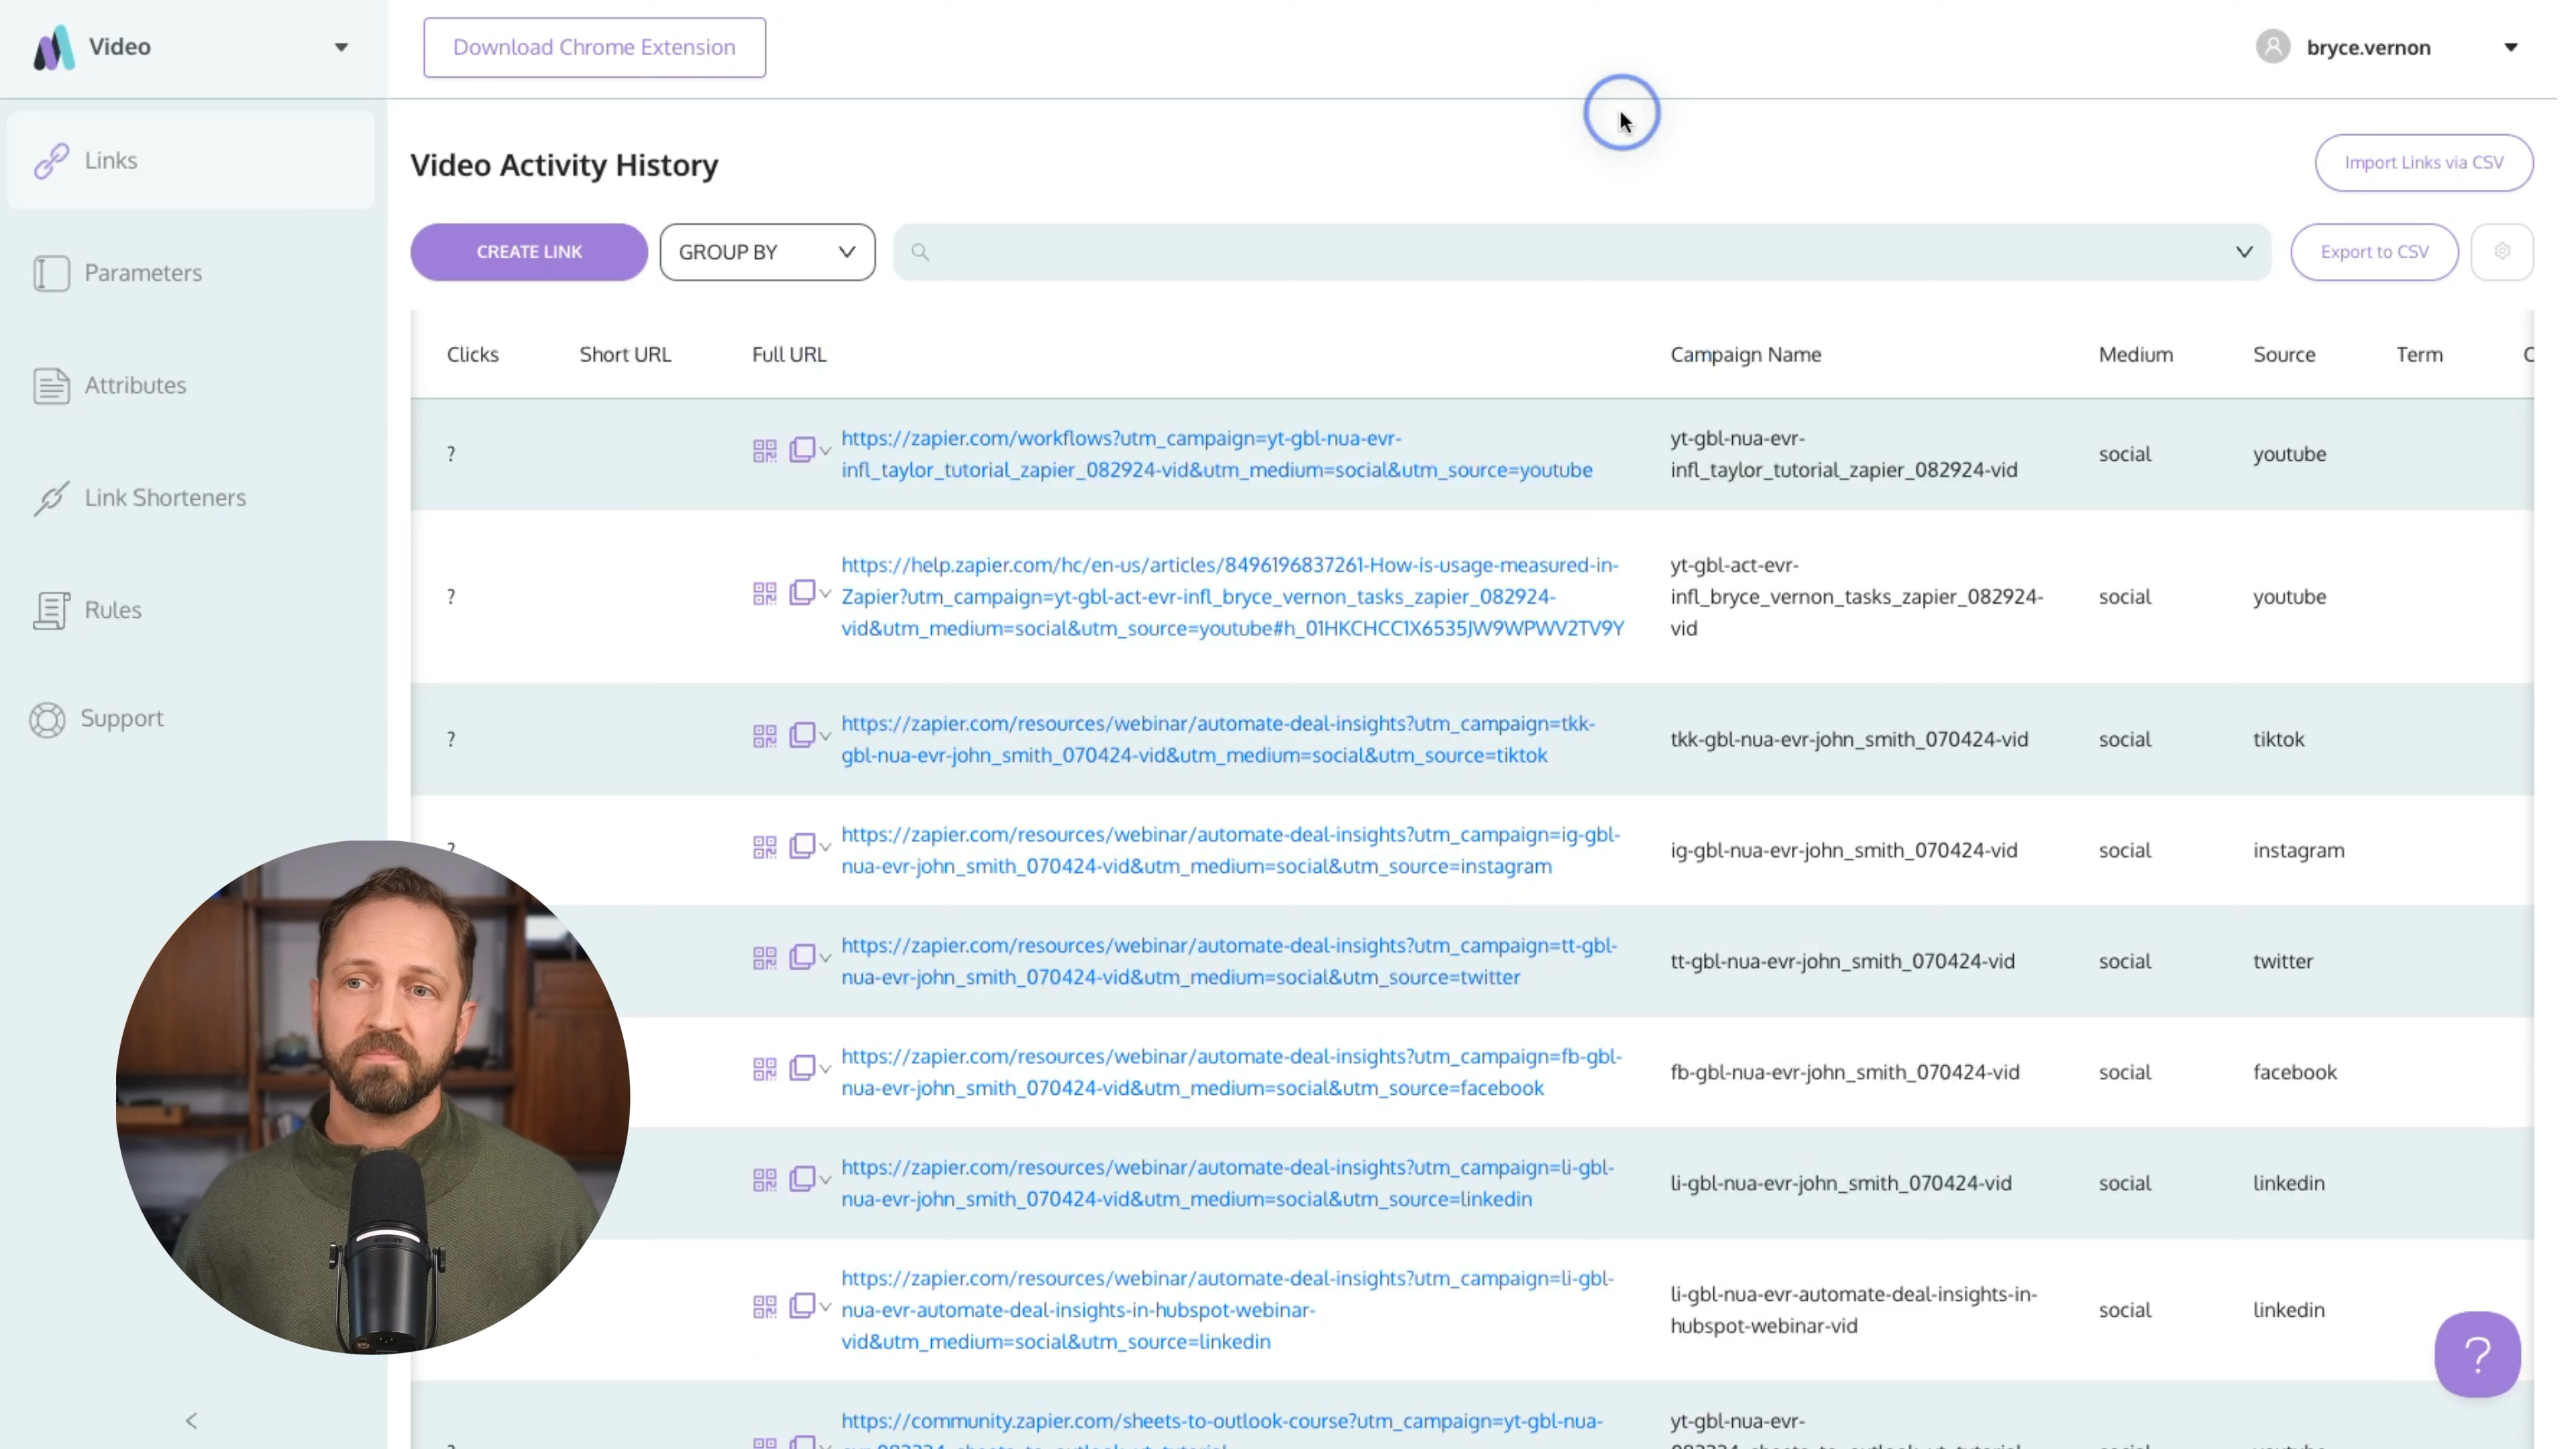 Video
Download Chrome Extension
bryce.vernon
Links
Parameters
Attributes
Link Shorteners
Rules
Support
Video Activity History
Import Links via CSV
CREATE LINK
GROUP BY
Export to CSV
Clicks Short URL Full URL Campaign Name Medium Source Term
?
https://zapier.com/workflows?utm_campaign=yt-gbl-nua-evr-
infl_taylor_tutorial_zapier_082924-vid&utm_medium=social&utm_source=youtube
yt-gbl-nua-evr-
infl_taylor_tutorial_zapier_082924-vid
social
youtube
?
https://help.zapier.com/hc/en-us/articles/8496196837261-How-is-usage-measured-in-
Zapier?utm_campaign=yt-gbl-act-evr-infl_bryce_vernon_tasks_zapier_082924-
vid&utm_medium=social&utm_source=youtube#h_01HKCHCC1X6535JW9WPWV2TV9Y
yt-gbl-act-evr-
infl_bryce_vernon_tasks_zapier_082924-
vid
social
youtube
?
https://zapier.com/resources/webinar/automate-deal-insights?utm_campaign=tkk-
gbl-nua-evr-john_smith_070424-vid&utm_medium=social&utm_source=tiktok
tkk-gbl-nua-evr-john_smith_070424-vid
social
tiktok
https://zapier.com/resources/webinar/automate-deal-insights?utm_campaign=ig-gbl-
nua-evr-john_smith_070424-vid&utm_medium=social&utm_source=instagram
ig-gbl-nua-evr-john_smith_070424-vid
social
instagram
https://zapier.com/resources/webinar/automate-deal-insights?utm_campaign=tt-gbl-
nua-evr-john_smith_070424-vid&utm_medium=social&utm_source=twitter
tt-gbl-nua-evr-john_smith_070424-vid
social
twitter
https://zapier.com/resources/webinar/automate-deal-insights?utm_campaign=fb-gbl-
nua-evr-john_smith_070424-vid&utm_medium=social&utm_source=facebook
fb-gbl-nua-evr-john_smith_070424-vid
social
facebook
https://zapier.com/resources/webinar/automate-deal-insights?utm_campaign=li-gbl-
nua-evr-john_smith_070424-vid&utm_medium=social&utm_source=linkedin
li-gbl-nua-evr-john_smith_070424-vid
social
linkedin
https://zapier.com/resources/webinar/automate-deal-insights?utm_campaign=li-gbl-
nua-evr-automate-deal-insights-in-hubspot-webinar-
vid&utm_medium=social&utm_source=linkedin
li-gbl-nua-evr-automate-deal-insights-in-
hubspot-webinar-vid
social
linkedin
?
https://community.zapier.com/sheets-to-outlook-course?utm_campaign=yt-gbl-nua-
yt-gbl-nua-evr-